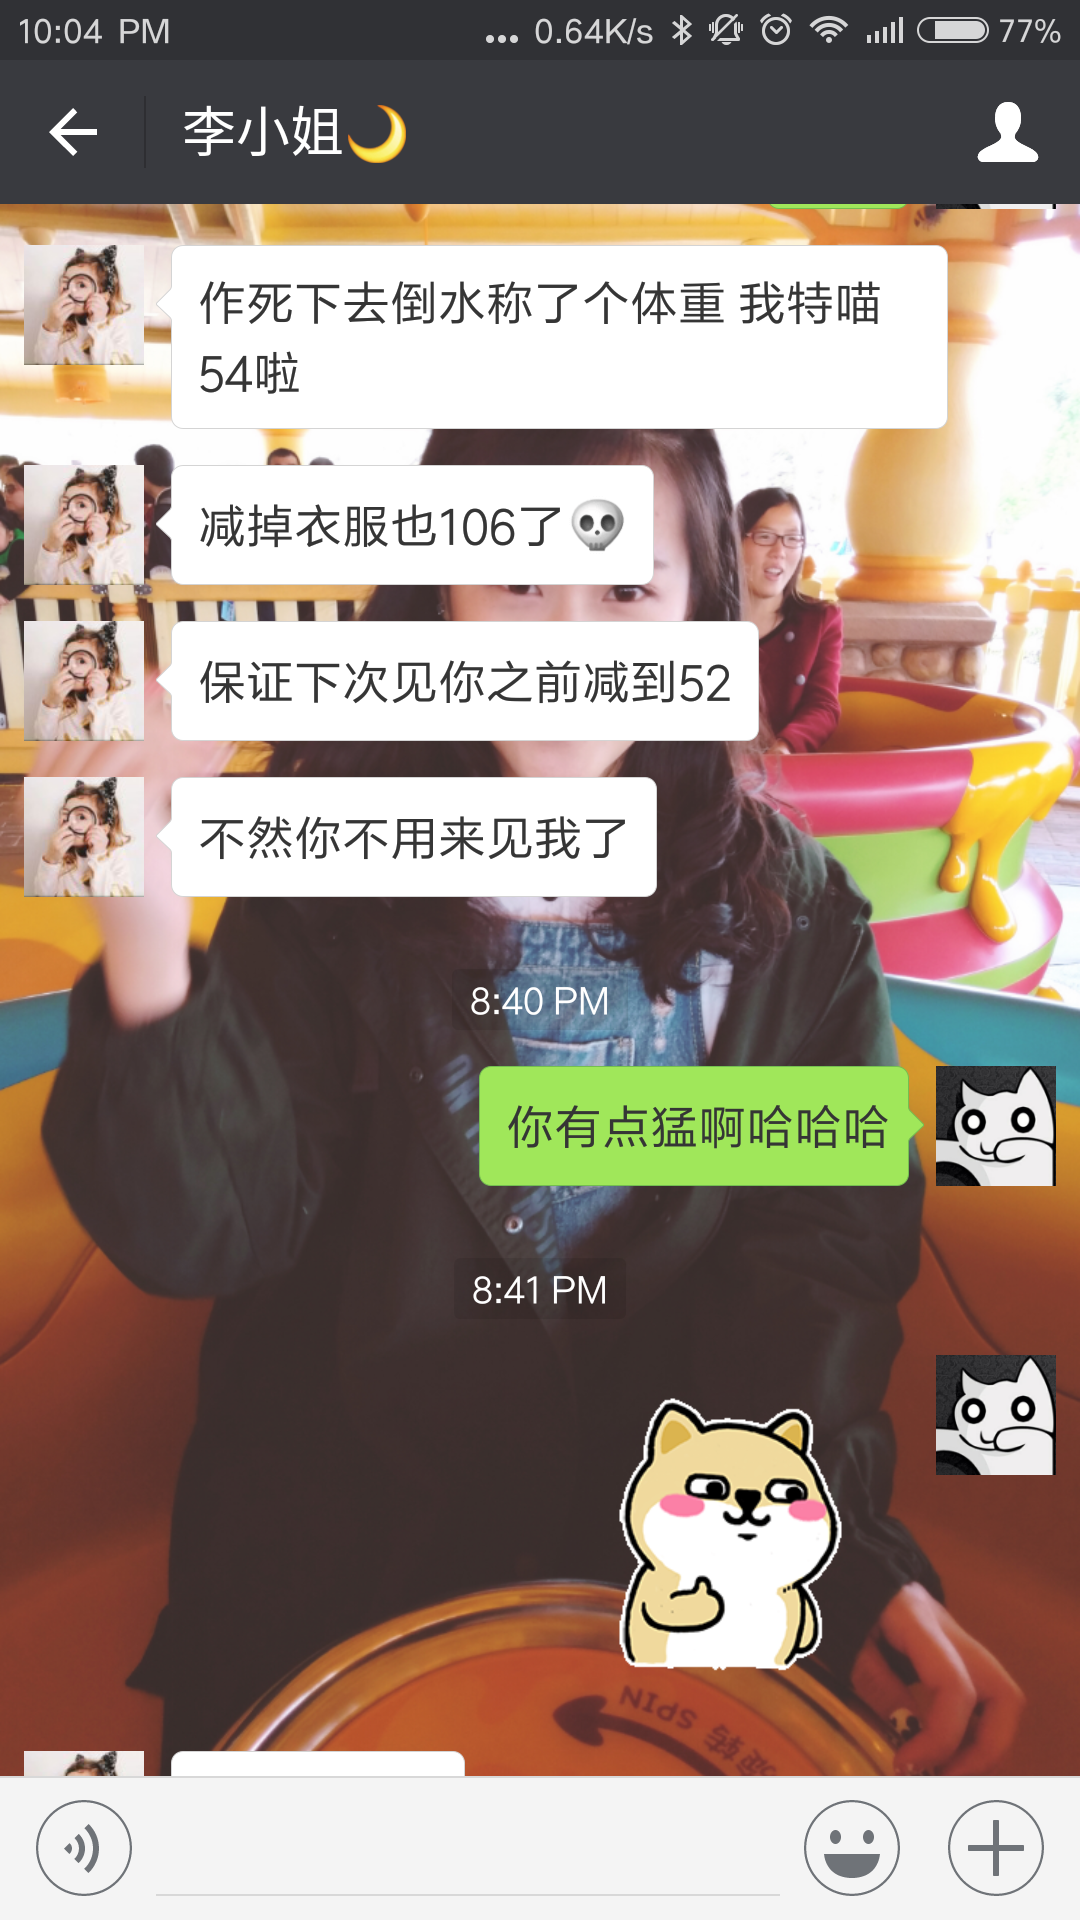 10:04 PM
... 0.64K/s 77%
李小姐🌙
作死下去倒水称了个体重 我特喵
54啦
减掉衣服也106了💀
保证下次见你之前减到52
不然你不用来见我了
8:40 PM
你有点猛啊哈哈哈
8:41 PM
SPIN
旋转